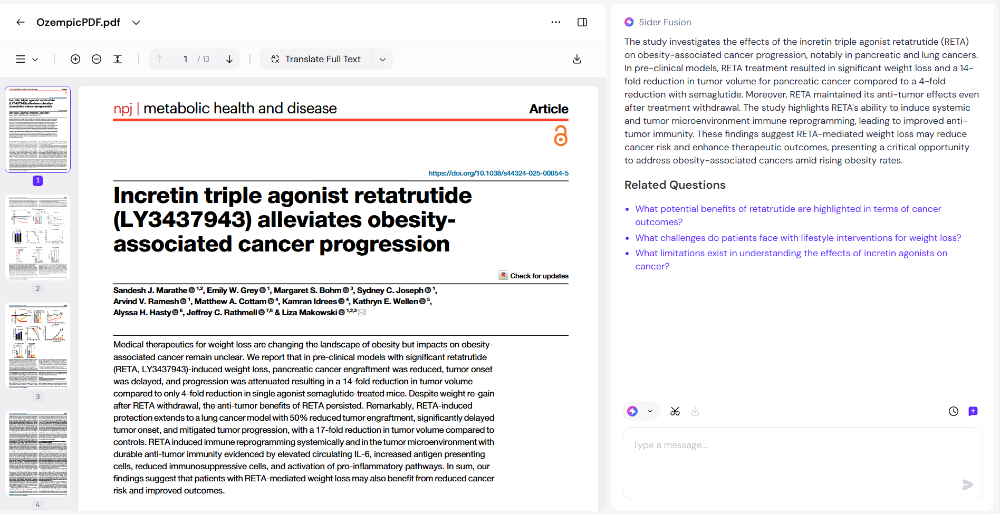 OzempicPDF.pdf
1 / 13
Translate Full Text
npj | metabolic health and disease
Article
Incretin triple agonist retatrutide
(LY3437943) alleviates obesity-
associated cancer progression
1
2
3
4
npj | metabolic health and disease
Article
https://doi.org/10.1038/s44324-025-00054-5
Incretin triple agonist retatrutide
(LY3437943) alleviates obesity-
associated cancer progression
Check for updates
Sandesh J. Marathe 1,2, Emily W. Grey 1, Margaret S. Bohm 3, Sydney C. Joseph 1,
Arvind V. Ramesh 1, Matthew A. Cottam 4, Kamran Idrees 4, Kathryn E. Wellen 5,
Alyssa H. Hasty 6, Jeffrey C. Rathmell 7,8 & Liza Makowski 1,2,3
Medical therapeutics for weight loss are changing the landscape of obesity but impacts on obesity-
associated cancer remain unclear. We report that in pre-clinical models with significant retatrutide
(RETA, LY3437943)-induced weight loss, pancreatic cancer engraftment was reduced, tumor onset
was delayed, and progression was attenuated resulting in a 14-fold reduction in tumor volume
compared to only 4-fold reduction in single agonist semaglutide-treated mice. Despite weight re-gain
after RETA withdrawal, the anti-tumor benefits of RETA persisted. Remarkably, RETA-induced
protection extends to a lung cancer model with 50% reduced tumor engraftment, significantly delayed
tumor onset, and mitigated tumor progression, with a 17-fold reduction in tumor volume compared to
controls. RETA induced immune reprogramming systemically and in the tumor microenvironment with
durable anti-tumor immunity evidenced by elevated circulating IL-6, increased antigen presenting
cells, reduced immunosuppressive cells, and activation of pro-inflammatory pathways. In sum, our
findings suggest that patients with RETA-mediated weight loss may also benefit from reduced cancer
risk and improved outcomes.
Sider Fusion
The study investigates the effects of the incretin triple agonist retatrutide (RETA)
on obesity-associated cancer progression, notably in pancreatic and lung cancers.
In pre-clinical models, RETA treatment resulted in significant weight loss and a 14-
fold reduction in tumor volume for pancreatic cancer compared to a 4-fold
reduction with semaglutide. Moreover, RETA maintained its anti-tumor effects even
after treatment withdrawal. The study highlights RETA's ability to induce systemic
and tumor microenvironment immune reprogramming, leading to improved anti-
tumor immunity. These findings suggest RETA-mediated weight loss may reduce
cancer risk and enhance therapeutic outcomes, presenting a critical opportunity
to address obesity-associated cancers amid rising obesity rates.
Related Questions
• What potential benefits of retatrutide are highlighted in terms of cancer
outcomes?
• What challenges do patients face with lifestyle interventions for weight loss?
• What limitations exist in understanding the effects of incretin agonists on
cancer?
Type a message...